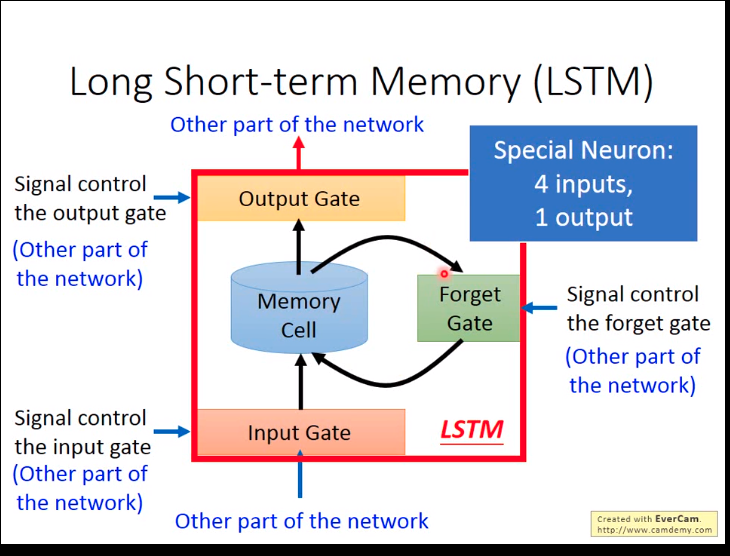 Long Short-term Memory (LSTM)
Other part of the network
Special Neuron:
4 inputs,
1 output
Signal control
the output gate
(Other part of
the network)
Output Gate
Memory
Cell
Forget
Gate
Signal control
the forget gate
(Other part of
the network)
Signal control
the input gate
(Other part of
the network)
Input Gate
LSTM
Other part of the network
Created with EverCam.
http://www.camdemy.com